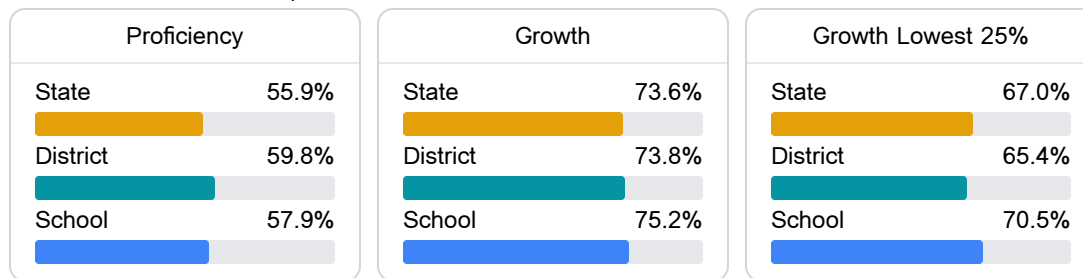 Proficiency
State 55.9%
District 59.8%
School 57.9%
Growth
State 73.6%
District 73.8%
School 75.2%
Growth Lowest 25%
State 67.0%
District 65.4%
School 70.5%